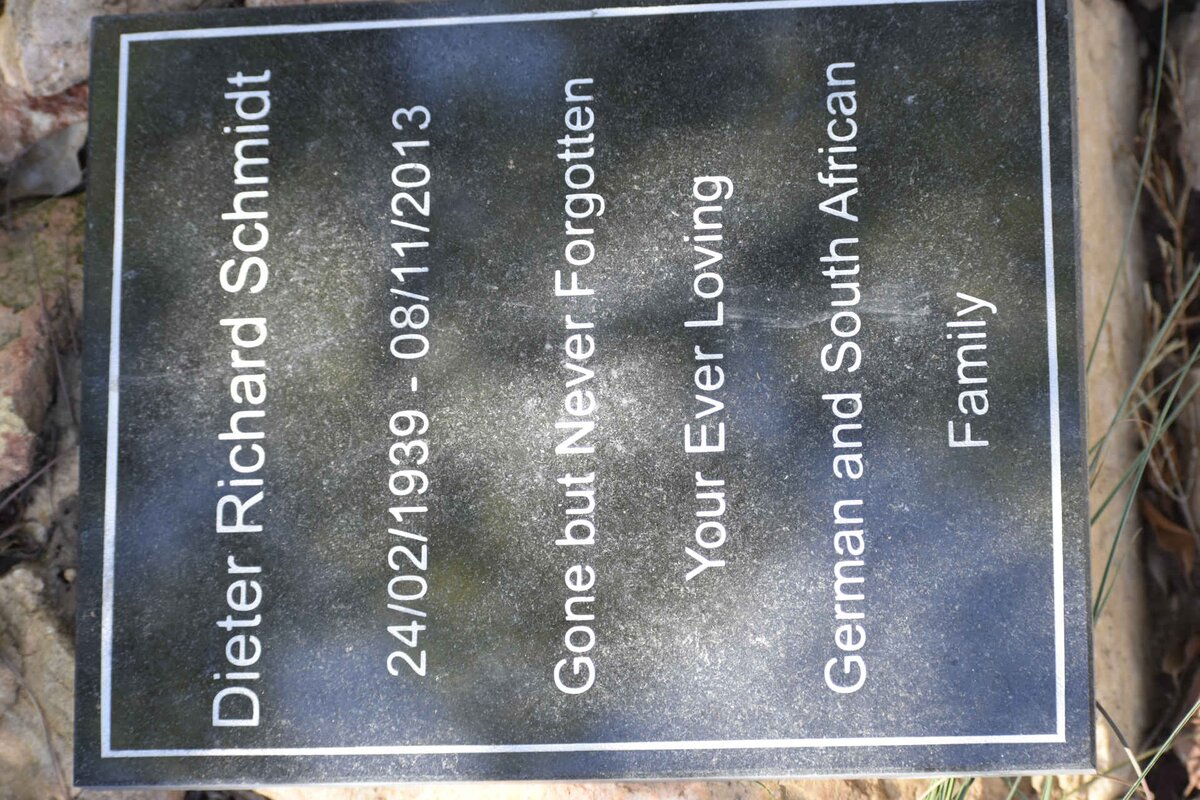 Dieter Richard Schmidt
24/02/1939 - 08/11/2013
Gone but Never Forgotten
Your Ever Loving
German and South African
Family